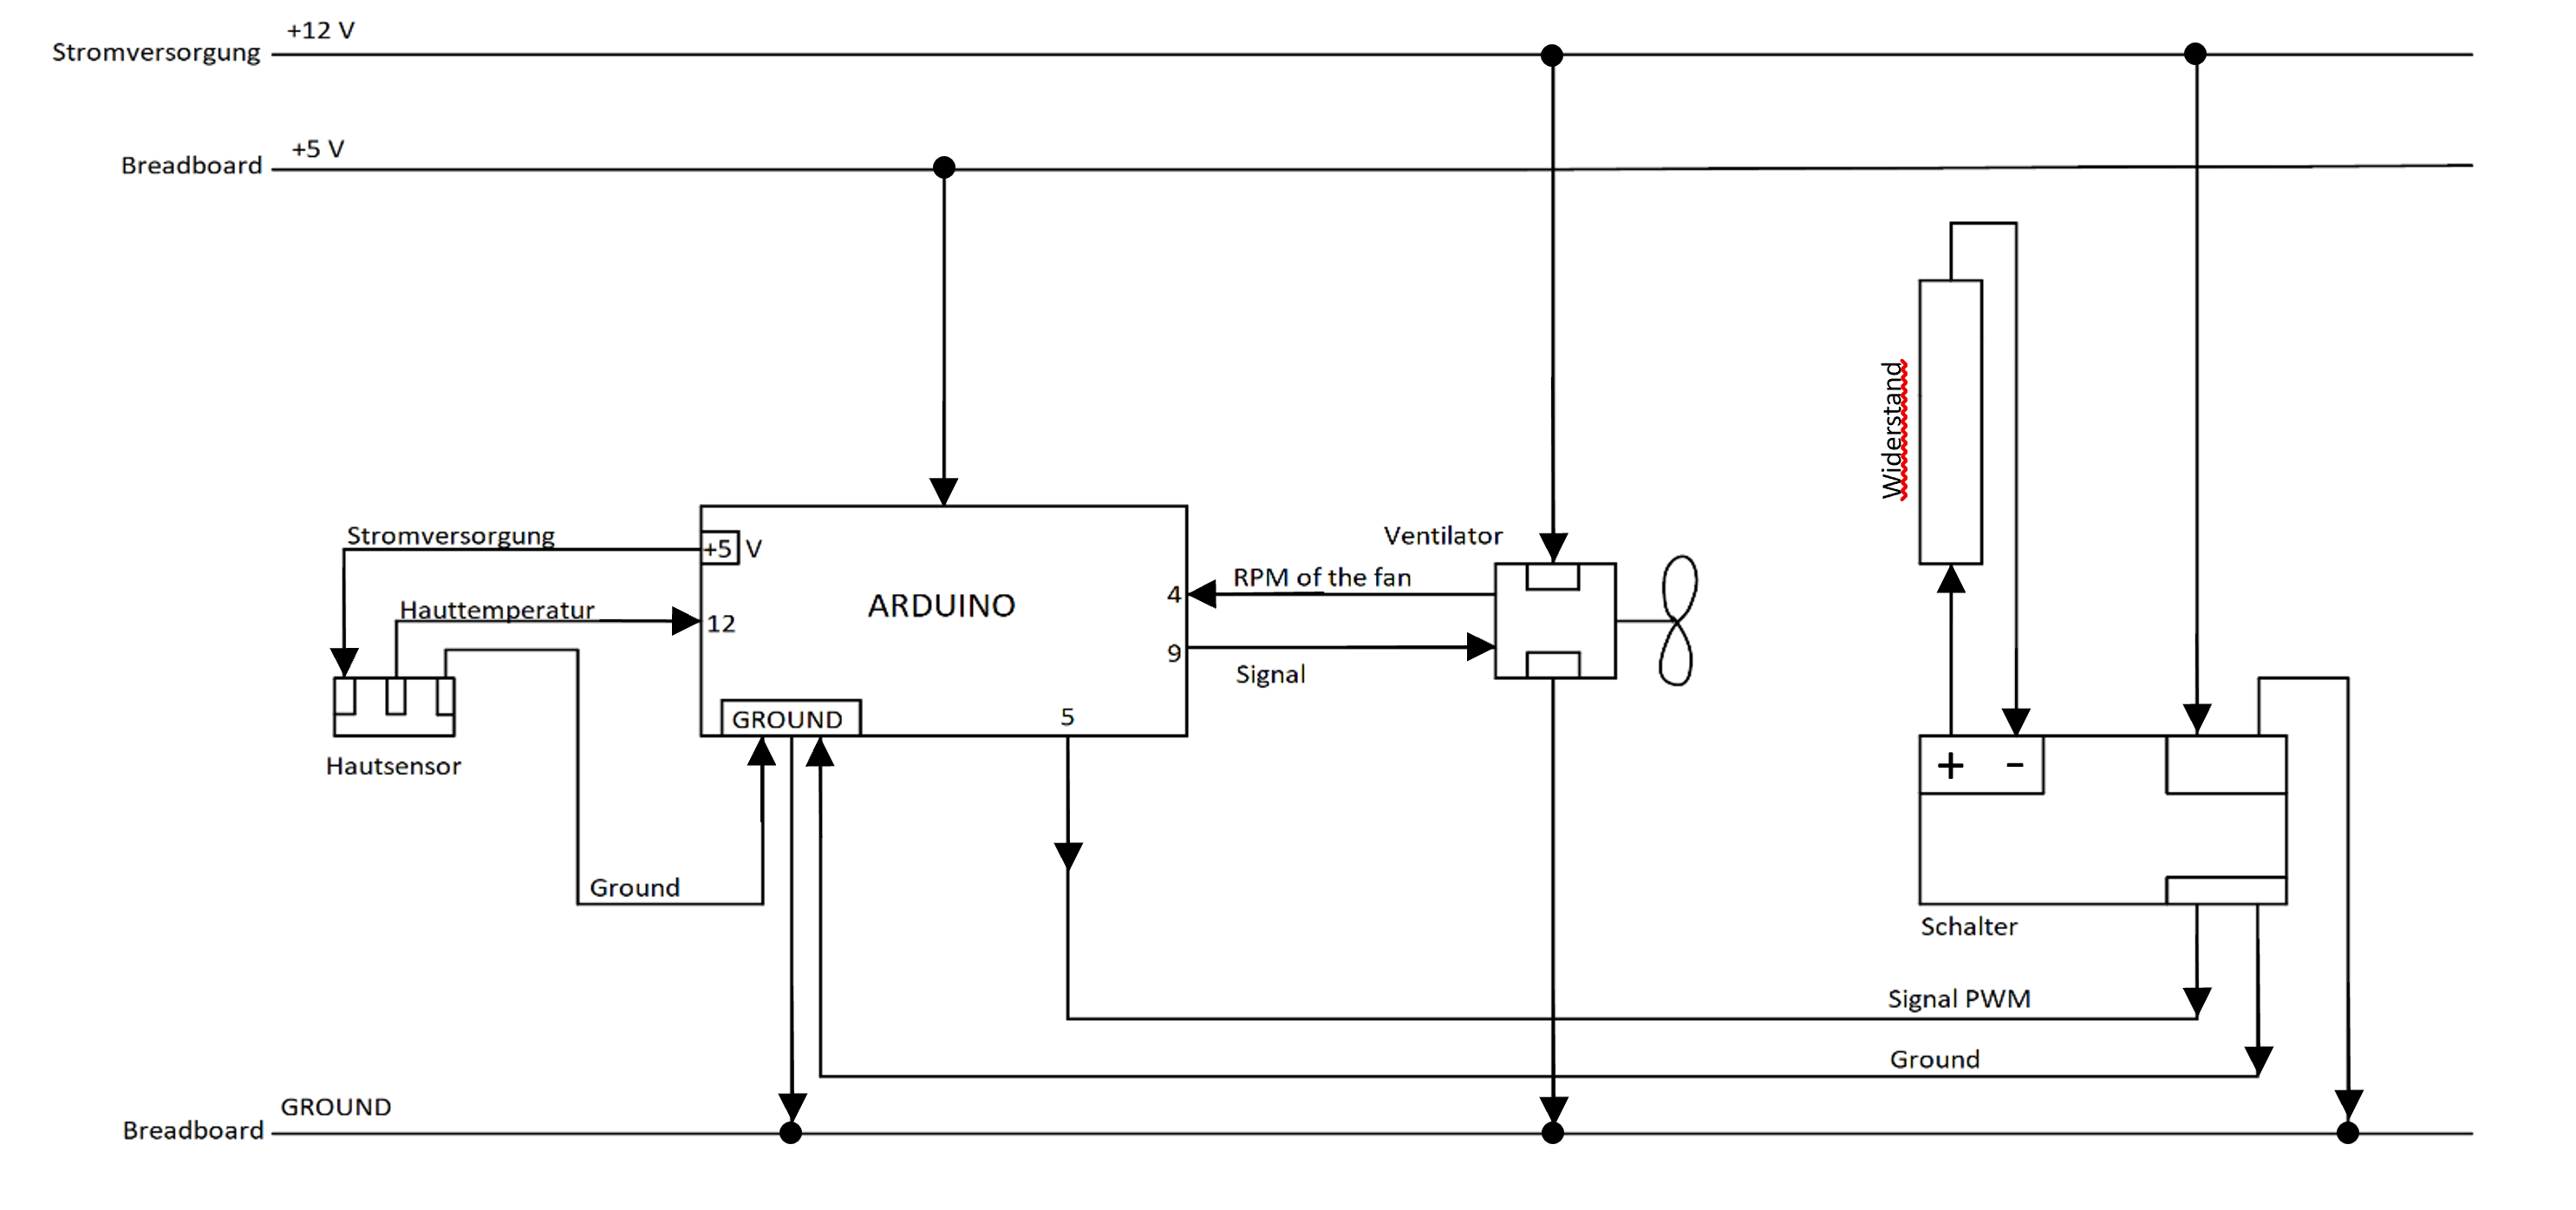 +12 V
Stromversorgung
+5 V
Breadboard
Widerstand
Stromversorgung
+5 V
Ventilator
RPM of the fan
4
ARDUINO
Hauttemperatur
12
9
Signal
GROUND
5
Hautsensor
+ -
Ground
Schalter
Signal PWM
Ground
GROUND
Breadboard